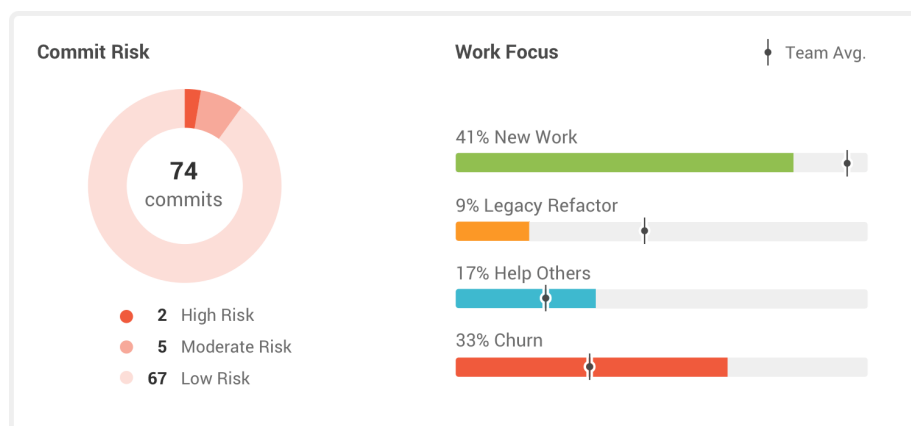 Commit Risk
74
commits
2 High Risk
5 Moderate Risk
67 Low Risk
Work Focus
Team Avg.
41% New Work
9% Legacy Refactor
17% Help Others
33% Churn